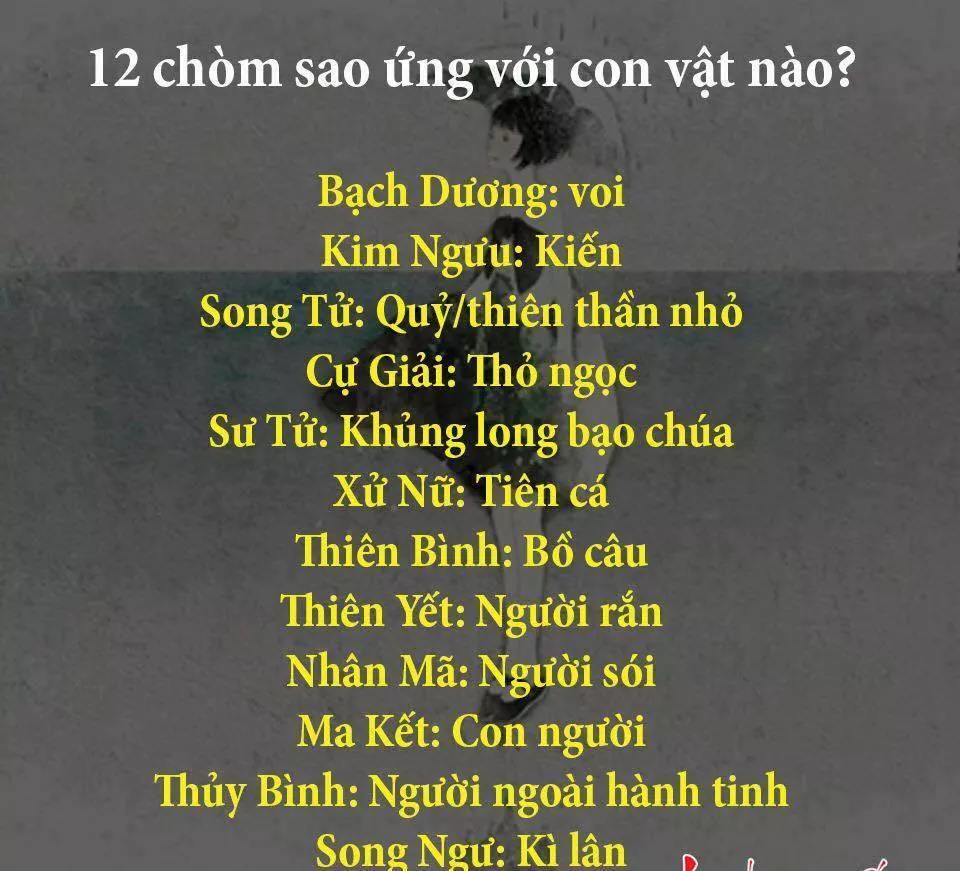 12 chòm sao ứng với con vật nào?
Bạch Dương: voi
Kim Ngưu: Kiến
Song Tử: Quỷ/thiên thần nhỏ
Cự Giải: Thỏ ngọc
Sư Tử: Khủng long bạo chúa
Xử Nữ: Tiên cá
Thiên Bình: Bồ câu
Thiên Yết: Người rắn
Nhân Mã: Người sói
Ma Kết: Con người
Thủy Bình: Người ngoài hành tinh
Song Ngư: Kì lân